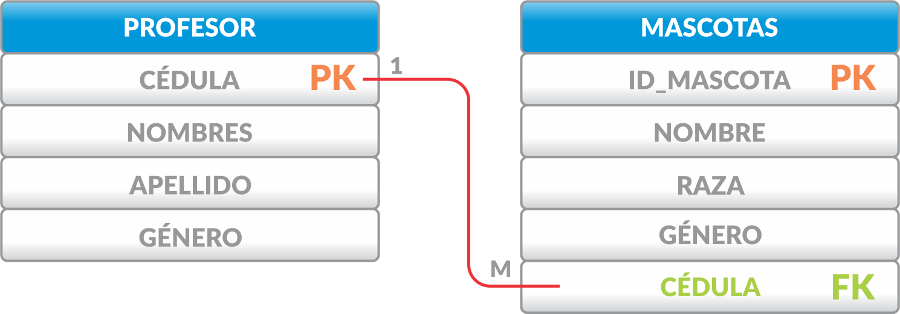 PROFESOR
CÉDULA PK
NOMBRES
APELLIDO
GÉNERO
1
M
MASCOTAS
ID_MASCOTA PK
NOMBRE
RAZA
GÉNERO
CÉDULA FK